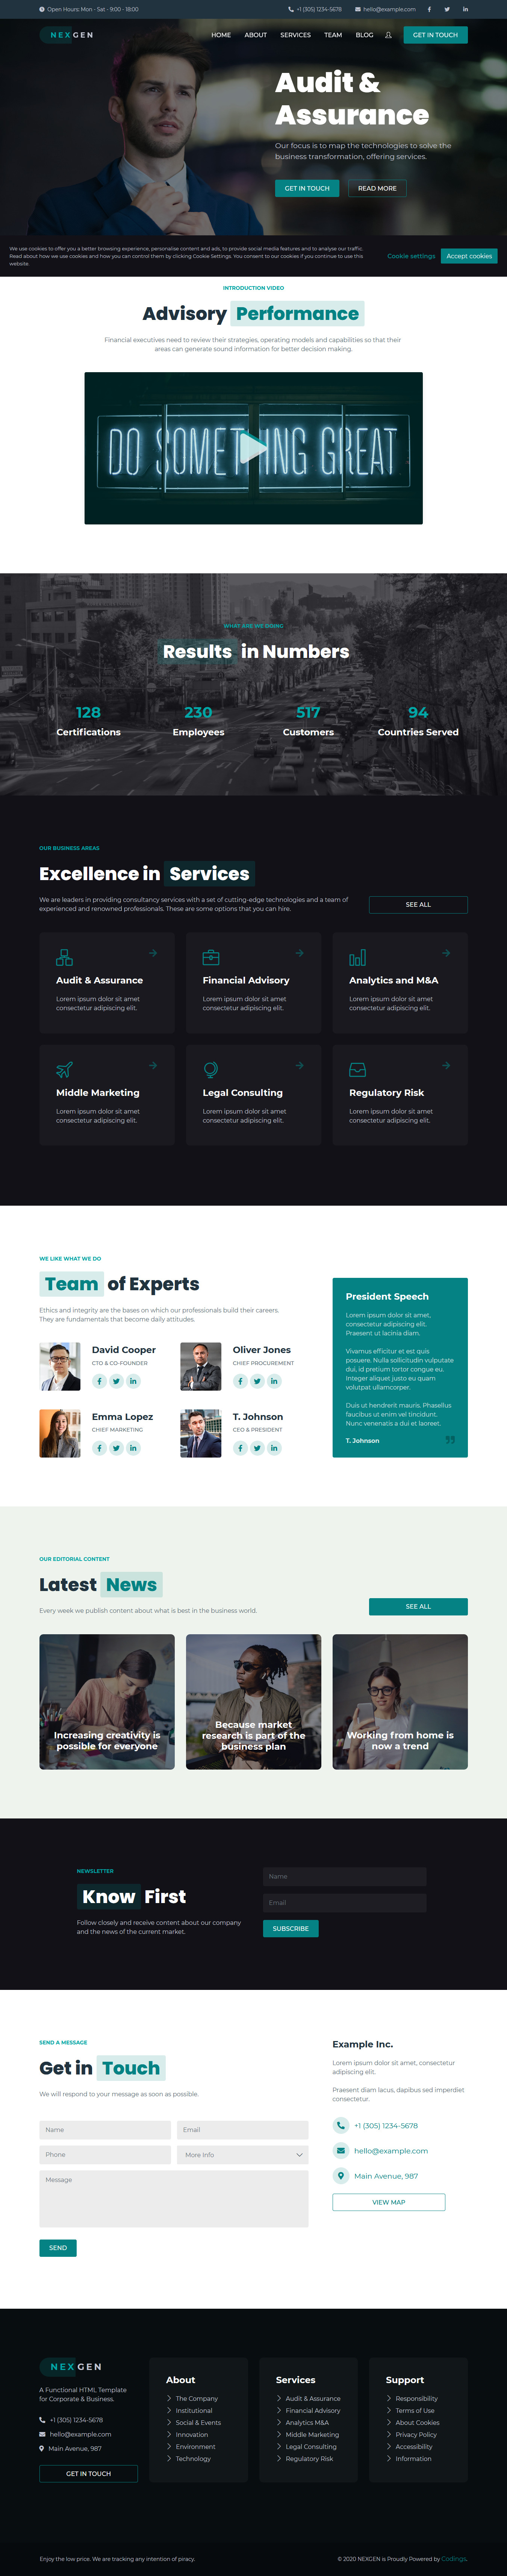 Open Hours: Mon - Sat - 9:00 - 18:00
+1 (305) 1234-5678
hello@example.com
NEXGEN
HOME
ABOUT
SERVICES
TEAM
BLOG
GET IN TOUCH
Audit &
Assurance
Our focus is to map the technologies to solve the
business transformation, offering services.
GET IN TOUCH
READ MORE
We use cookies to offer you a better browsing experience, personalise content and ads, to provide social media features and to analyse our traffic.
Read about how we use cookies and how you can control them by clicking Cookie Settings. You consent to our cookies if you continue to use this
website.
Cookie settings
Accept cookies
INTRODUCTION VIDEO
Advisory Performance
Financial executives need to review their strategies, operating models and capabilities so that their
areas can generate sound information for better decision making.
DO SOMETHING GREAT
WHAT ARE WE DOING
Results in Numbers
128
Certifications
230
Employees
517
Customers
94
Countries Served
OUR BUSINESS AREAS
Excellence in Services
We are leaders in providing consultancy services with a set of cutting-edge technologies and a team of
experienced and renowned professionals. These are some options that you can hire.
SEE ALL
Audit & Assurance
Lorem ipsum dolor sit amet
consectetur adipiscing elit.
Financial Advisory
Lorem ipsum dolor sit amet
consectetur adipiscing elit.
Analytics and M&A
Lorem ipsum dolor sit amet
consectetur adipiscing elit.
Middle Marketing
Lorem ipsum dolor sit amet
consectetur adipiscing elit.
Legal Consulting
Lorem ipsum dolor sit amet
consectetur adipiscing elit.
Regulatory Risk
Lorem ipsum dolor sit amet
consectetur adipiscing elit.
WE LIKE WHAT WE DO
Team of Experts
Ethics and integrity are the bases on which our professionals build their careers.
They are fundamentals that become daily attitudes.
David Cooper
CTO & CO-FOUNDER
Oliver Jones
CHIEF PROCUREMENT
Emma Lopez
CHIEF MARKETING
T. Johnson
CEO & PRESIDENT
President Speech
Lorem ipsum dolor sit amet,
consectetur adipiscing elit.
Praesent ut lacinia diam.
Vivamus efficitur et est quis
posuere. Nulla sollicitudin vulputate
dui, id pretium tortor congue eu.
Integer aliquet justo eu quam
volutpat ullamcorper.
Duis ut hendrerit mauris. Phasellus
faucibus ut enim vel tincidunt.
Nunc venenatis a dui et laoreet.
T. Johnson
OUR EDITORIAL CONTENT
Latest News
Every week we publish content about what is best in the business world.
SEE ALL
Increasing creativity is
possible for everyone
Because market
research is part of the
business plan
Working from home is
now a trend
NEWSLETTER
Know First
Follow closely and receive content about our company
and the news of the current market.
Name
Email
SUBSCRIBE
SEND A MESSAGE
Get in Touch
We will respond to your message as soon as possible.
Name
Email
Phone
More Info
Message
SEND
Example Inc.
Lorem ipsum dolor sit amet, consectetur
adipiscing elit.
Praesent diam lacus, dapibus sed imperdiet
consectetur.
+1 (305) 1234-5678
hello@example.com
Main Avenue, 987
VIEW MAP
NEXGEN
A Functional HTML Template
for Corporate & Business.
+1 (305) 1234-5678
hello@example.com
Main Avenue, 987
GET IN TOUCH
About
The Company
Institutional
Social & Events
Innovation
Environment
Technology
Services
Audit & Assurance
Financial Advisory
Analytics M&A
Middle Marketing
Legal Consulting
Regulatory Risk
Support
Responsibility
Terms of Use
About Cookies
Privacy Policy
Accessibility
Information
Enjoy the low price. We are tracking any intention of piracy.
© 2020 NEXGEN is Proudly Powered by Codings.